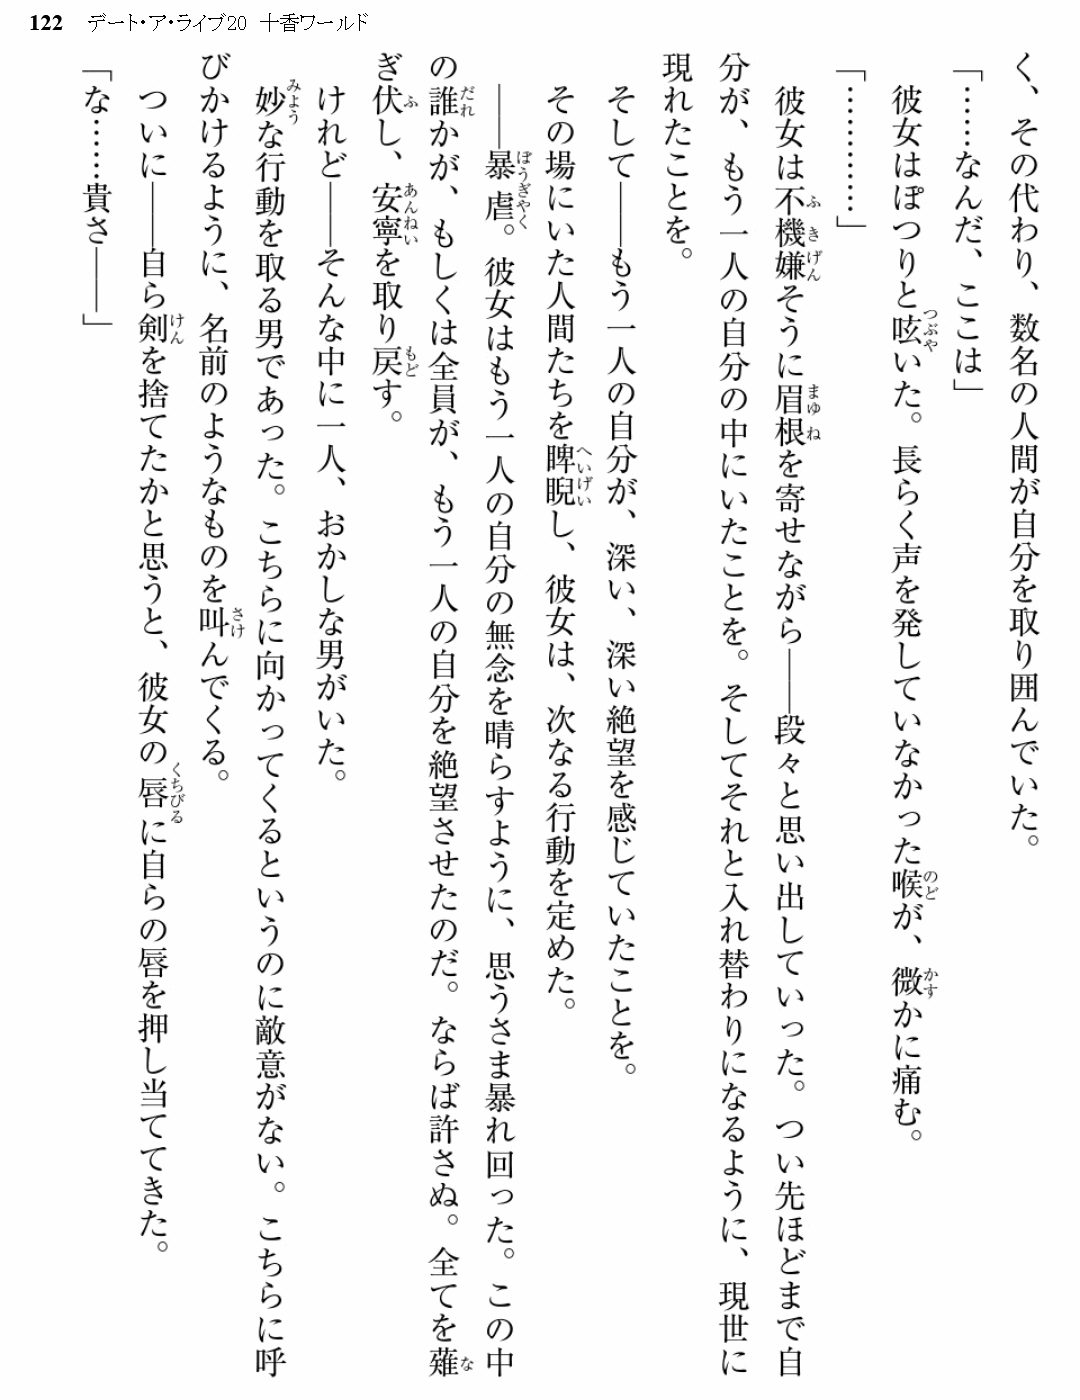 122 デート・ア・ライブ20 十香ワールド
く、その代わり、数名の人間が自分を取り囲んでいた。
「……なんだ、ここは」
彼女はぽつりと呟いた。長らく声を発していなかった喉が、微かに痛む。
「…………」
彼女は不機嫌そうに眉根を寄せながら――段々と思い出していった。つい先ほどまで自
分が、もう一人の自分の中にいたことを。そしてそれと入れ替わりになるように、現世に
現れたことを。
そして――もう一人の自分が、深い、深い絶望を感じていたことを。
その場にいた人間たちを睥睨し、彼女は、次なる行動を定めた。
――暴虐。彼女はもう一人の自分の無念を晴らすように、思うさま暴れ回った。この中
の誰かが、もしくは全員が、もう一人の自分を絶望させたのだ。ならば許さぬ。全てを薙
ぎ伏し、安寧を取り戻す。
けれど――そんな中に一人、おかしな男がいた。
妙な行動を取る男であった。こちらに向かってくるというのに敵意がない。こちらに呼
びかけるように、名前のようなものを叫んでくる。
ついに――自ら剣を捨てたかと思うと、彼女の唇に自らの唇を押し当ててきた。
「な……貴さ――」